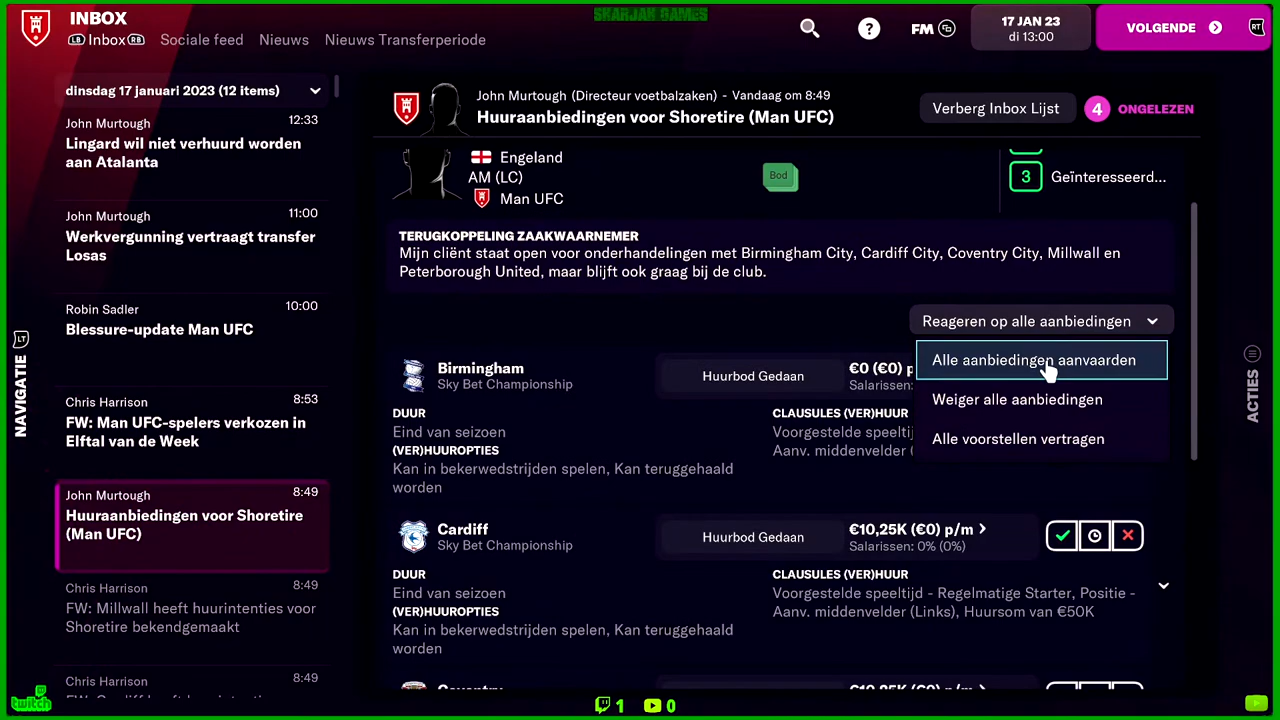 INBOX
SKARJAK GAMES
LB Inbox RB
Sociale feed
Nieuws
Nieuws Transferperiode
?
FM
17 JAN 23
di 13:00
VOLGENDE
RT
dinsdag 17 januari 2023 (12 items)
John Murtough
12:33
Lingard wil niet verhuurd worden
aan Atalanta
John Murtough
11:00
Werkvergunning vertraagt transfer
Losas
Robin Sadler
10:00
Blessure-update Man UFC
Chris Harrison
8:53
FW: Man UFC-spelers verkozen in
Elftal van de Week
John Murtough
8:49
Huuraanbiedingen voor Shoretire
(Man UFC)
Chris Harrison
8:49
FW: Millwall heeft huurintenties voor
Shoretire bekendgemaakt
Chris Harrison
8:49
LT
NAVIGATIE
John Murtough (Directeur voetbalzaken) - Vandaag om 8:49
Huuraanbiedingen voor Shoretire (Man UFC)
Verberg Inbox Lijst
4 ONGELEZEN
Engeland
AM (LC)
Man UFC
Bod
3 Geïnteresseerd...
TERUGKOPPELING ZAAKWAARNEMER
Mijn cliënt staat open voor onderhandelingen met Birmingham City, Cardiff City, Coventry City, Millwall en
Peterborough United, maar blijft ook graag bij de club.
Reageren op alle aanbiedingen
Alle aanbiedingen aanvaarden
Weiger alle aanbiedingen
Alle voorstellen vertragen
Birmingham
Sky Bet Championship
Huurbod Gedaan
€0 (€0) p
Salarissen:
DUUR
Eind van seizoen
(VER)HUUROPTIES
Kan in bekerwedstrijden spelen, Kan teruggehaald
worden
CLAUSULES (VER)HUUR
Voorgestelde speeltij
Aanv. middenvelder (L
Cardiff
Sky Bet Championship
Huurbod Gedaan
€10,25K (€0) p/m
Salarissen: 0% (0%)
DUUR
Eind van seizoen
(VER)HUUROPTIES
Kan in bekerwedstrijden spelen, Kan teruggehaald
worden
CLAUSULES (VER)HUUR
Voorgestelde speeltijd - Regelmatige Starter, Positie -
Aanv. middenvelder (Links), Huursom van €50K
ACTIES
twitch
1
0